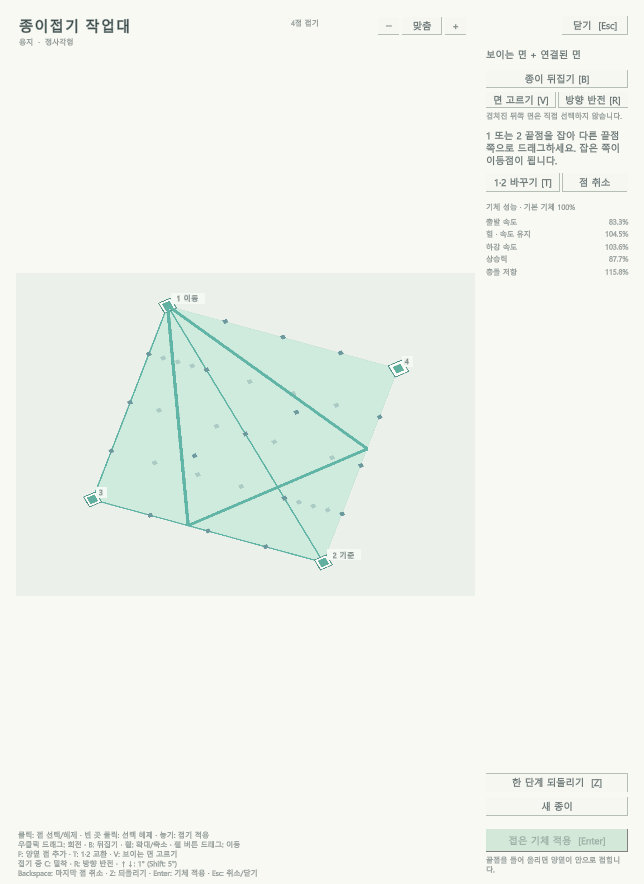 종이접기 작업대
용지 · 정사각형
4점 접기
−
맞춤
+
닫기 [Esc]
보이는 면 + 연결된 면
종이 뒤집기 [B]
면 고르기 [V]
방향 반전 [R]
겹쳐진 뒤쪽 면은 직접 선택하지 않습니다.
1 또는 2 끝점을 잡아 다른 끝점
쪽으로 드래그하세요. 잡은 쪽이
이동점이 됩니다.
1·2 바꾸기 [T]
점 취소
기체 성능 · 기본 기체 100%
출발 속도 83.3%
힘 · 속도 유지 104.5%
하강 속도 103.6%
상승력 87.7%
충돌 저항 115.8%
1 이동
4
3
2 기준
한 단계 되돌리기 [Z]
새 종이
접은 기체 적용 [Enter]
끝점을 들어 올리면 양옆이 안으로 접힙니
다.
클릭: 점 선택/해제 · 빈 곳 클릭: 선택 해제 · 놓기: 접기 적용
우클릭 드래그: 회전 · B: 뒤집기 · 휠: 확대/축소 · 휠 버튼 드래그: 이동
P: 양옆 점 추가 · T: 1·2 교환 · V: 보이는 면 고르기
접기 중 C: 밀착 · R: 방향 반전 · ↑ ↓: 1° (Shift: 5°)
Backspace: 마지막 점 취소 · Z: 되돌리기 · Enter: 기체 적용 · Esc: 취소/닫기